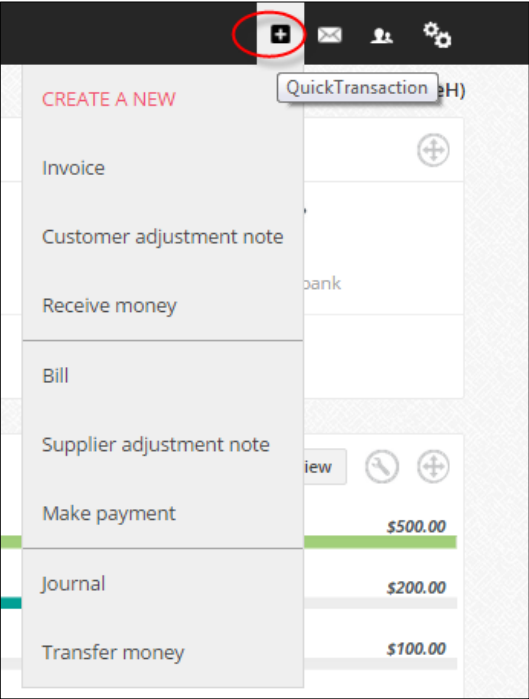 QuickTransaction
eH)
CREATE A NEW
Invoice
Customer adjustment note
bank
Receive money
Bill
Supplier adjustment note
iew
Make payment
$500.00
Journal
$200.00
Transfer money
$100.00